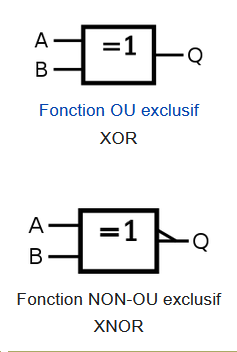 A
=1
Q
B
Fonction OU exclusif
XOR
A
=1
Q
B
Fonction NON-OU exclusif
XNOR